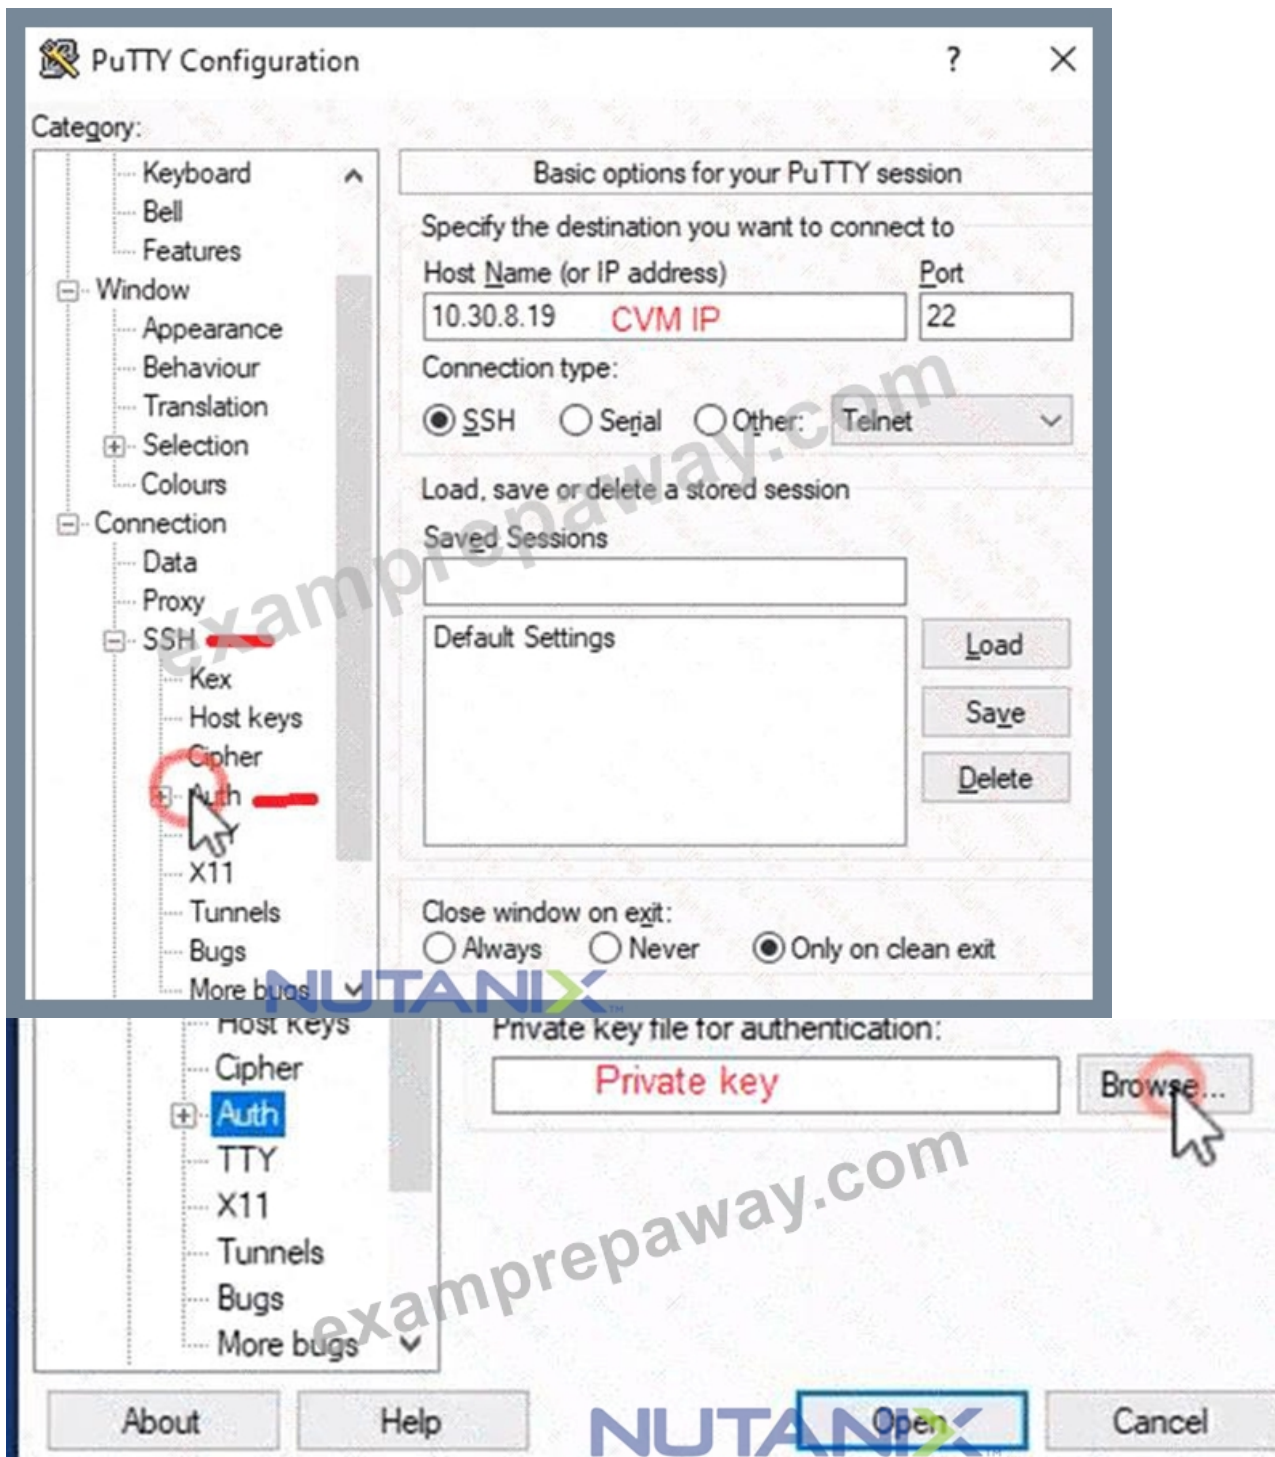 PuTTY Configuration
?
Category:
Keyboard
Bell
Features
Window
Appearance
Behaviour
Translation
Selection
Colours
Connection
Data
Proxy
SSH
Kex
Host keys
Cipher
Auth
X11
Tunnels
Bugs
More bugs
Basic options for your PuTTY session
Specify the destination you want to connect to
Host Name (or IP address) Port
10.30.8.19 CVM IP 22
Connection type:
SSH Serial Other: Telnet
Load, save or delete a stored session
Saved Sessions
Default Settings
Load
Save
Delete
Close window on exit:
Always Never Only on clean exit
examprepaway.com
NUTANIX
TM
Host keys
Cipher
Auth
TTY
X11
Tunnels
Bugs
More bugs
Private key file for authentication:
Private key Browse...
examprepaway.com
About Help Open Cancel
NUTANIX
TM